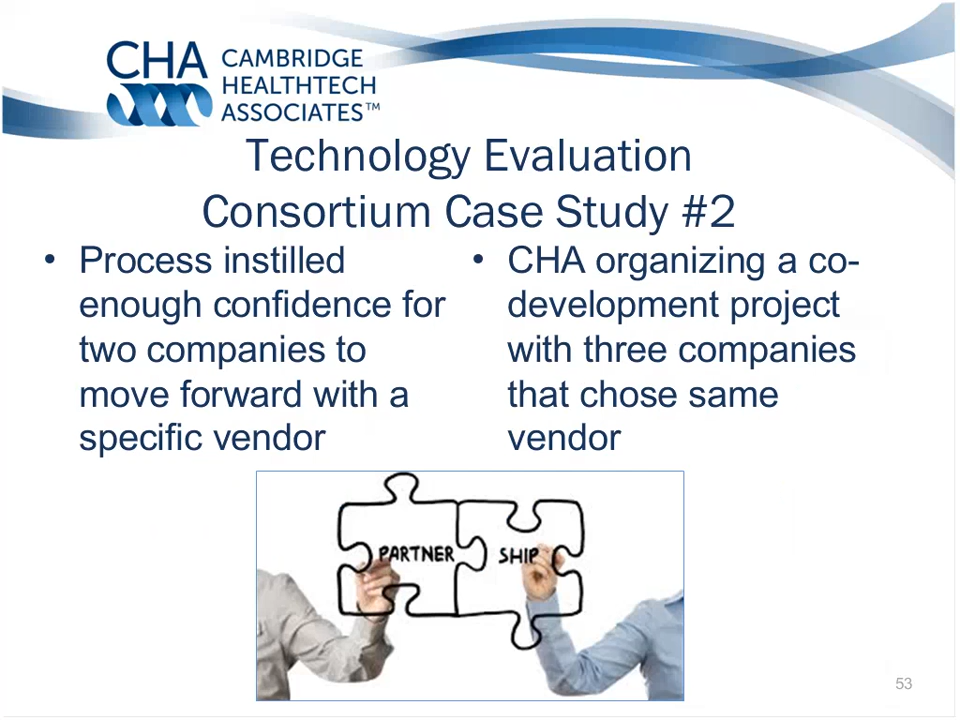 CHA
CAMBRIDGE
HEALTHTECH
ASSOCIATES™
Technology Evaluation
Consortium Case Study #2
• Process instilled
enough confidence for
two companies to
move forward with a
specific vendor
• CHA organizing a co-
development project
with three companies
that chose same
vendor
PARTNER
SHIP
53